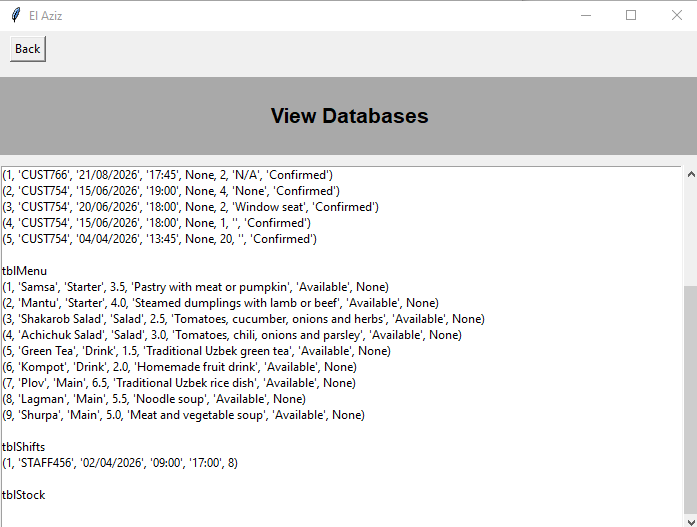 El Aziz
Back
View Databases
(1, 'CUST766', '21/08/2026', '17:45', None, 2, 'N/A', 'Confirmed')
(2, 'CUST754', '15/06/2026', '19:00', None, 4, 'None', 'Confirmed')
(3, 'CUST754', '20/06/2026', '18:00', None, 2, 'Window seat', 'Confirmed')
(4, 'CUST754', '15/06/2026', '18:00', None, 1, '', 'Confirmed')
(5, 'CUST754', '04/04/2026', '13:45', None, 20, '', 'Confirmed')
tblMenu
(1, 'Samsa', 'Starter', 3.5, 'Pastry with meat or pumpkin', 'Available', None)
(2, 'Mantu', 'Starter', 4.0, 'Steamed dumplings with lamb or beef', 'Available', None)
(3, 'Shakarob Salad', 'Salad', 2.5, 'Tomatoes, cucumber, onions and herbs', 'Available', None)
(4, 'Achichuk Salad', 'Salad', 3.0, 'Tomatoes, chili, onions and parsley', 'Available', None)
(5, 'Green Tea', 'Drink', 1.5, 'Traditional Uzbek green tea', 'Available', None)
(6, 'Kompot', 'Drink', 2.0, 'Homemade fruit drink', 'Available', None)
(7, 'Plov', 'Main', 6.5, 'Traditional Uzbek rice dish', 'Available', None)
(8, 'Lagman', 'Main', 5.5, 'Noodle soup', 'Available', None)
(9, 'Shurpa', 'Main', 5.0, 'Meat and vegetable soup', 'Available', None)
tblShifts
(1, 'STAFF456', '02/04/2026', '09:00', '17:00', 8)
tblStock